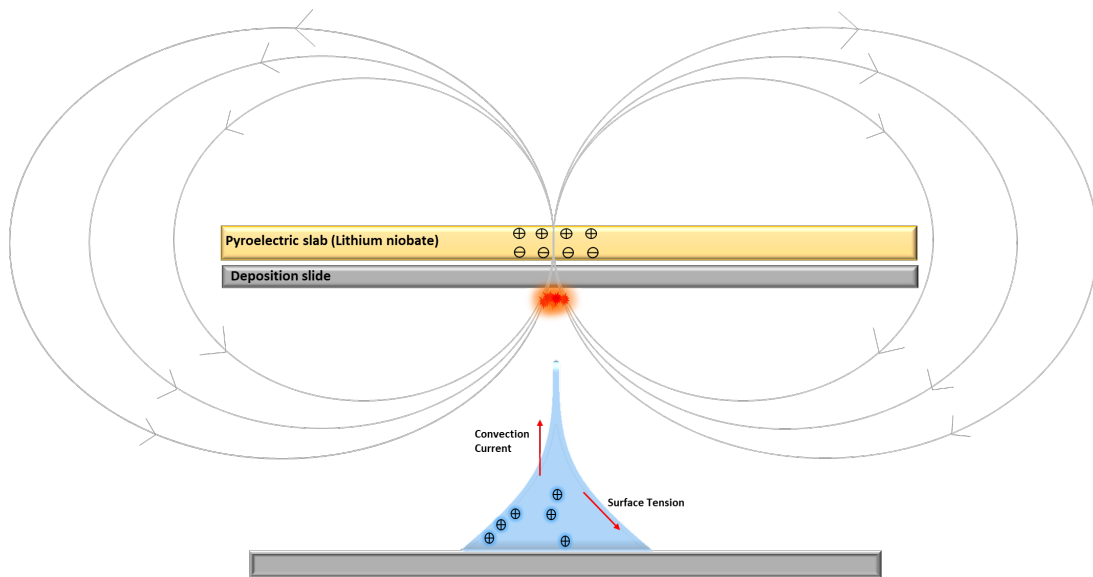 Pyroelectric slab (Lithium niobate)
Deposition slide
Convection
Current
Surface Tension